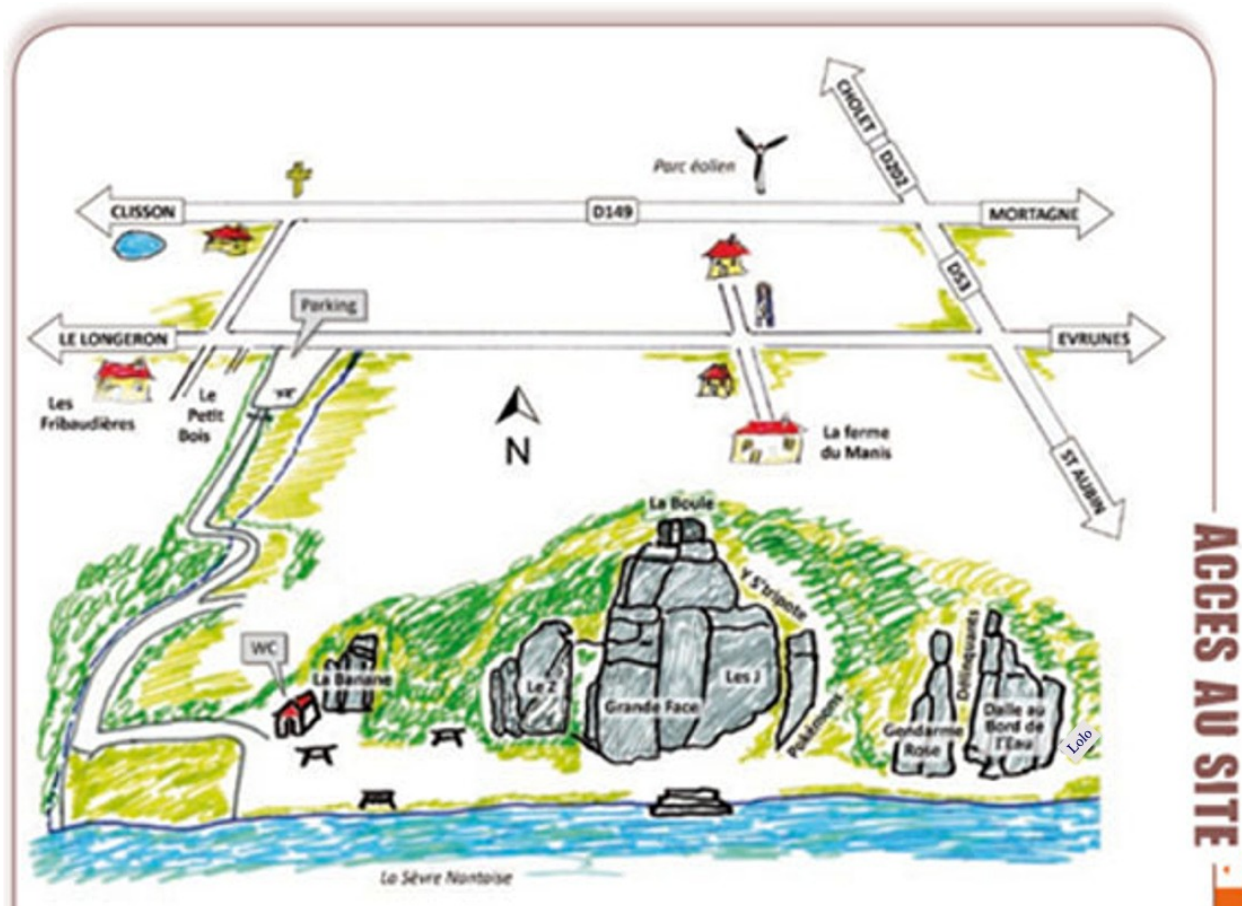 CHOLET
D202
Parc éolien
CLISSON
D149
MORTAGNE
D53
Parking
LE LONGERON
EVRUNES
Les
Fribaudières
Le
Petit
Bois
N
La ferme
du Manis
ST AUBIN
La Boule
Y S'tripote
WC
La Banane
Le Z
Grande Face
Les J
Pokémons
Gendarme
Rose
Délinquants
Dalle au
Bord de
l'Eau
Lolo
La Sèvre Nantaise
ACCES AU SITE